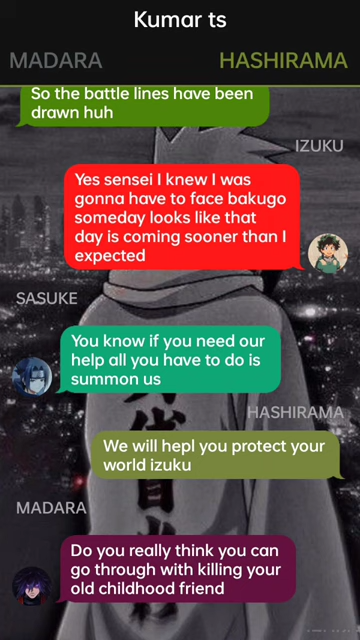 Kumar ts
MADARA
HASHIRAMA
So the battle lines have been
drawn huh
IZUKU
Yes sensei I knew I was
gonna have to face bakugo
someday looks like that
day is coming sooner than I
expected
SASUKE
You know if you need our
help all you have to do is
summon us
HASHIRAMA
We will hepl you protect your
world izuku
MADARA
Do you really think you can
go through with killing your
old childhood friend